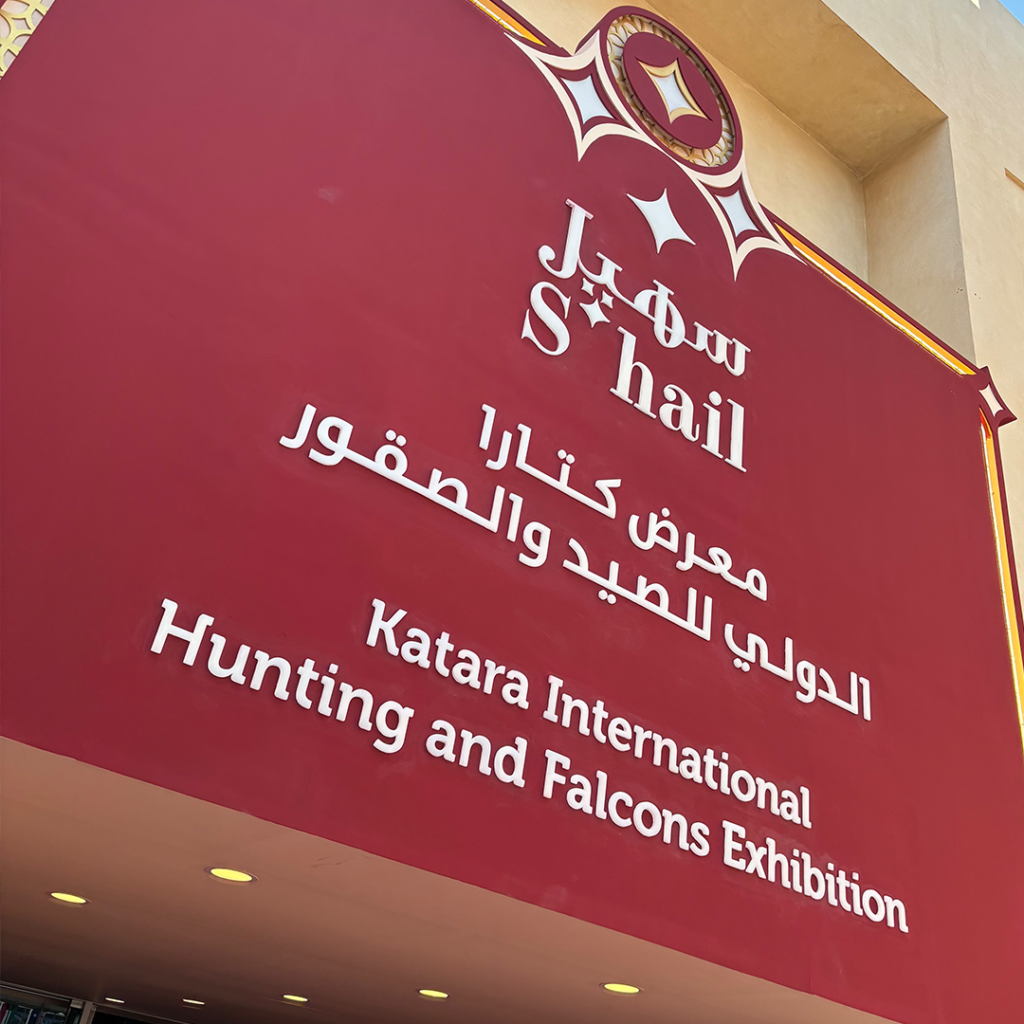 سهيل
S hail
معرض كتارا
الدولي للصيد والصقور
Katara International
Hunting and Falcons Exhibition